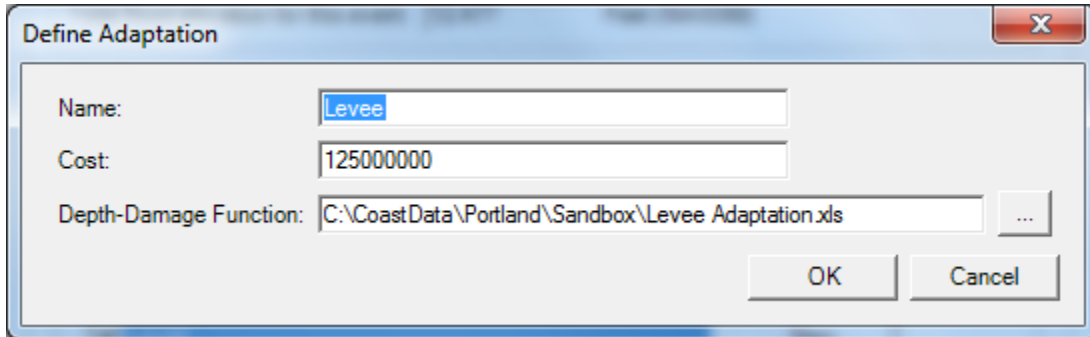 Define Adaptation
Name: Levee
Cost: 125000000
Depth-Damage Function: C:\CoastData\Portland\Sandbox\Levee Adaptation.xls ...
OK Cancel